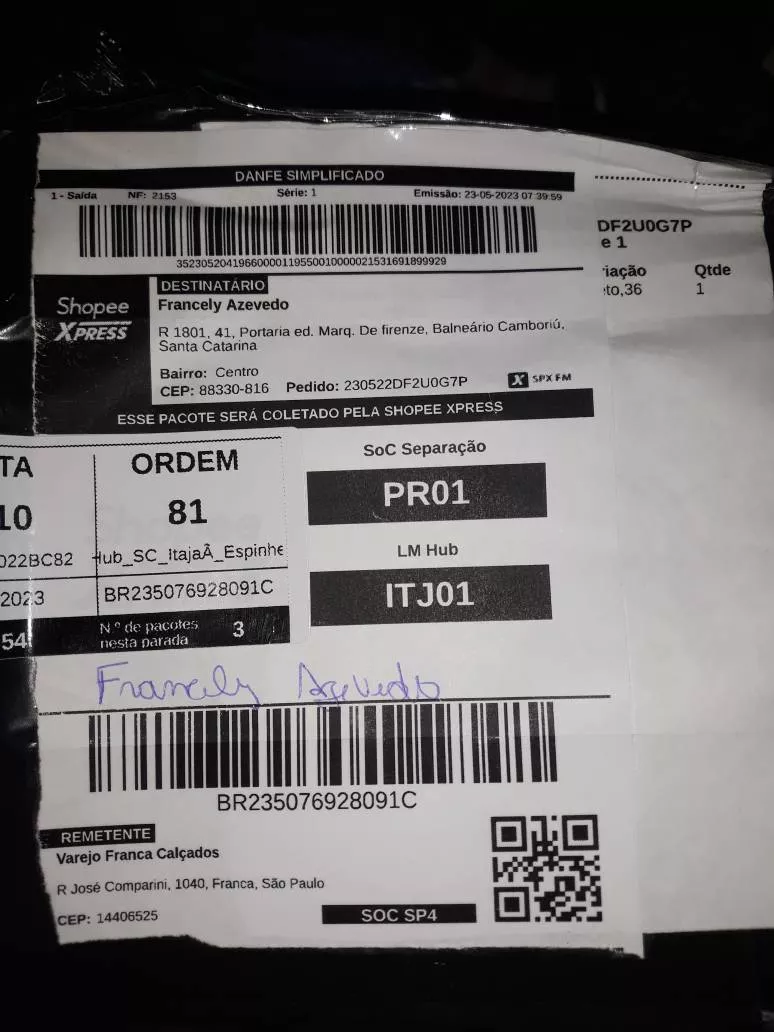 DANFE SIMPLIFICADO
1 - Saída NF: 2153 Série: 1 Emissão: 23-05-2023 07:39:59
35230520419660000119550010000021531691899929
DF2U0G7P
e 1
riação Qtde
to,36 1
Shopee
XPRESS
DESTINATÁRIO
Francely Azevedo
R 1801, 41, Portaria ed. Marq. De firenze, Balneário Camboriú,
Santa Catarina
Bairro: Centro
CEP: 88330-816 Pedido: 230522DF2U0G7P X SPX FM
ESSE PACOTE SERÁ COLETADO PELA SHOPEE XPRESS
TA ORDEM
10 81
022BC82 Hub_SC_ItajaÂ_Espinhe
2023 BR235076928091C
54 N º de pacotes
nesta parada 3
SoC Separação
PR01
LM Hub
ITJ01
Francely Azevedo
BR235076928091C
REMETENTE
Varejo Franca Calçados
R José Comparini, 1040, Franca, São Paulo
CEP: 14406525
SOC SP4